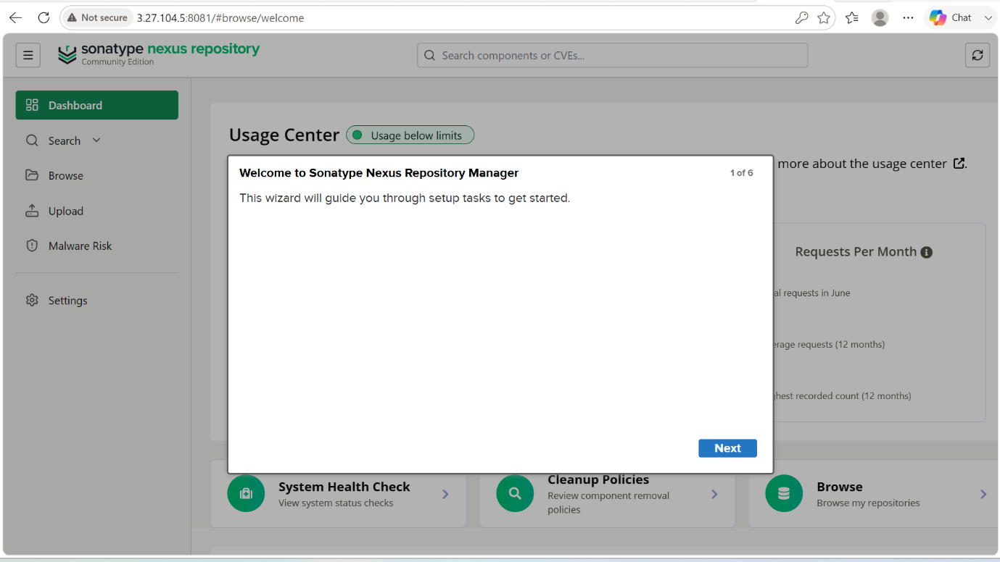 Not secure 3.27.104.5:8081/#browse/welcome Chat
sonatype nexus repository
Community Edition
Search components or CVEs...
Dashboard
Search
Browse
Upload
Malware Risk
Settings
Usage Center Usage below limits
more about the usage center .
Welcome to Sonatype Nexus Repository Manager 1 of 6
This wizard will guide you through setup tasks to get started.
Next
Requests Per Month
al requests in June
erage requests (12 months)
ghest recorded count (12 months)
System Health Check
View system status checks
Cleanup Policies
Review component removal
policies
Browse
Browse my repositories